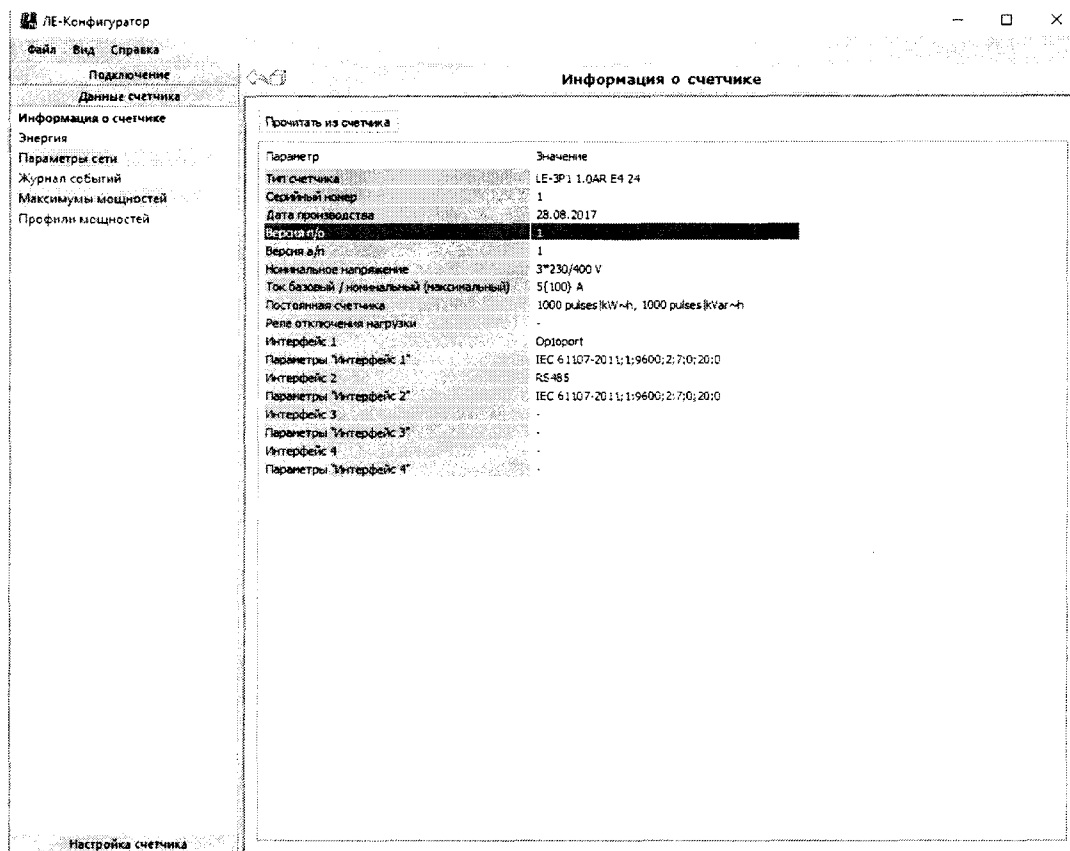 ЛЕ-Конфигуратор
Файл Вид Справка
Подключение
Данные счетчика
Информация о счетчике
Энергия
Параметры сети
Журнал событий
Максимумы мощностей
Профили мощностей
Настройка счетчика
Информация о счетчике
Прочитать из счетчика
Параметр Значение
Тип счетчика LE-3P1 1.0AR E4 24
Серийный номер 1
Дата производства 28.08.2017
Версия п/о 1
Версия а/п 1
Номинальное напряжение 3*230/400 V
Ток базовый / номинальный (максимальный) 5{100} A
Постоянная счетчика 1000 pulses|kW~h, 1000 pulses|kVar~h
Реле отключения нагрузки -
Интерфейс 1 Optoport
Параметры "Интерфейс 1" IEC 61107-2011;1;9600;2;7;0;20;0
Интерфейс 2 RS485
Параметры "Интерфейс 2" IEC 61107-2011;1;9600;2;7;0;20;0
Интерфейс 3 -
Параметры "Интерфейс 3" -
Интерфейс 4 -
Параметры "Интерфейс 4" -